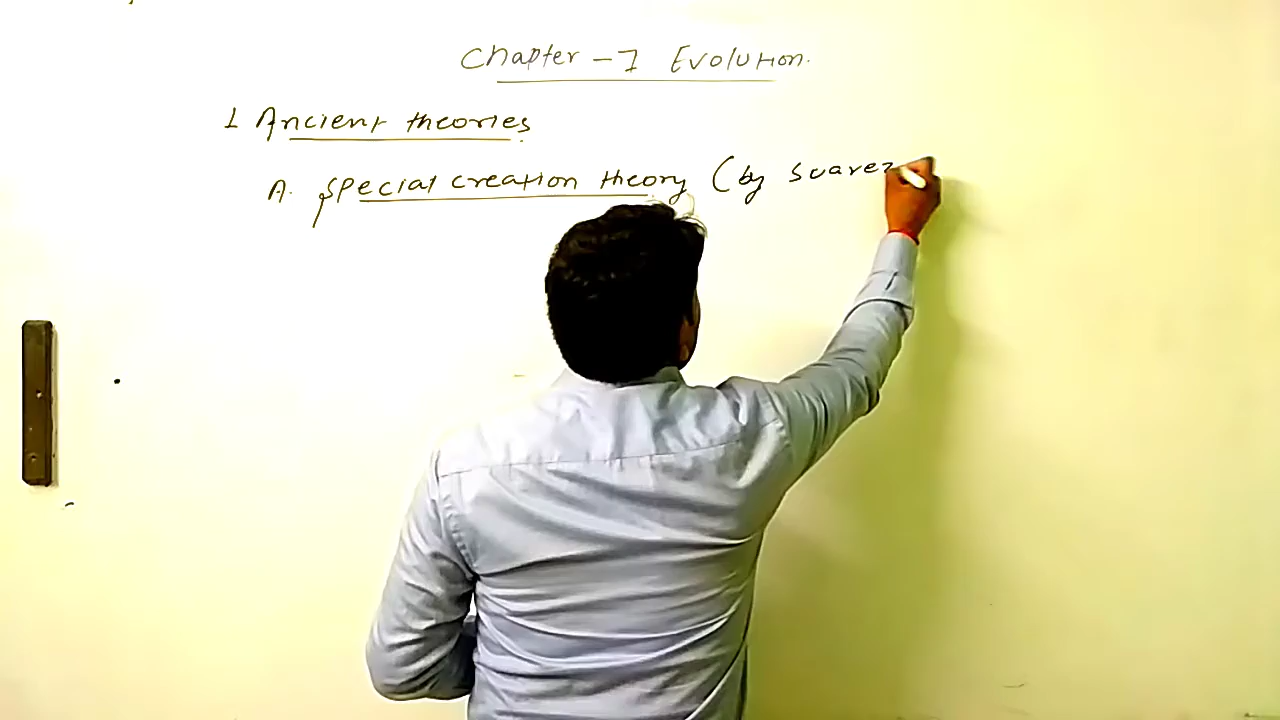 Chapter - 7 Evolution.
1 Ancient theories
A. Special creation theory (by Suarez